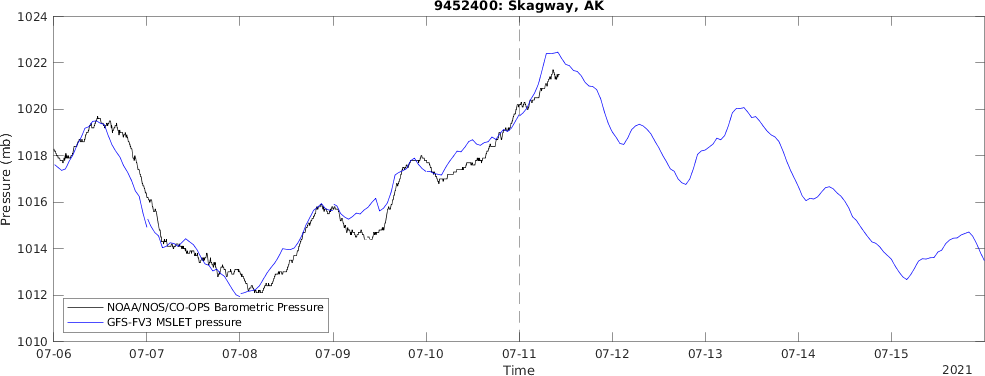 9452400: Skagway, AK
Pressure (mb)
1024
1022
1020
1018
1016
1014
1012
1010
NOAA/NOS/CO-OPS Barometric Pressure
GFS-FV3 MSLET pressure
07-06 07-07 07-08 07-09 07-10 07-11 07-12 07-13 07-14 07-15
Time
2021